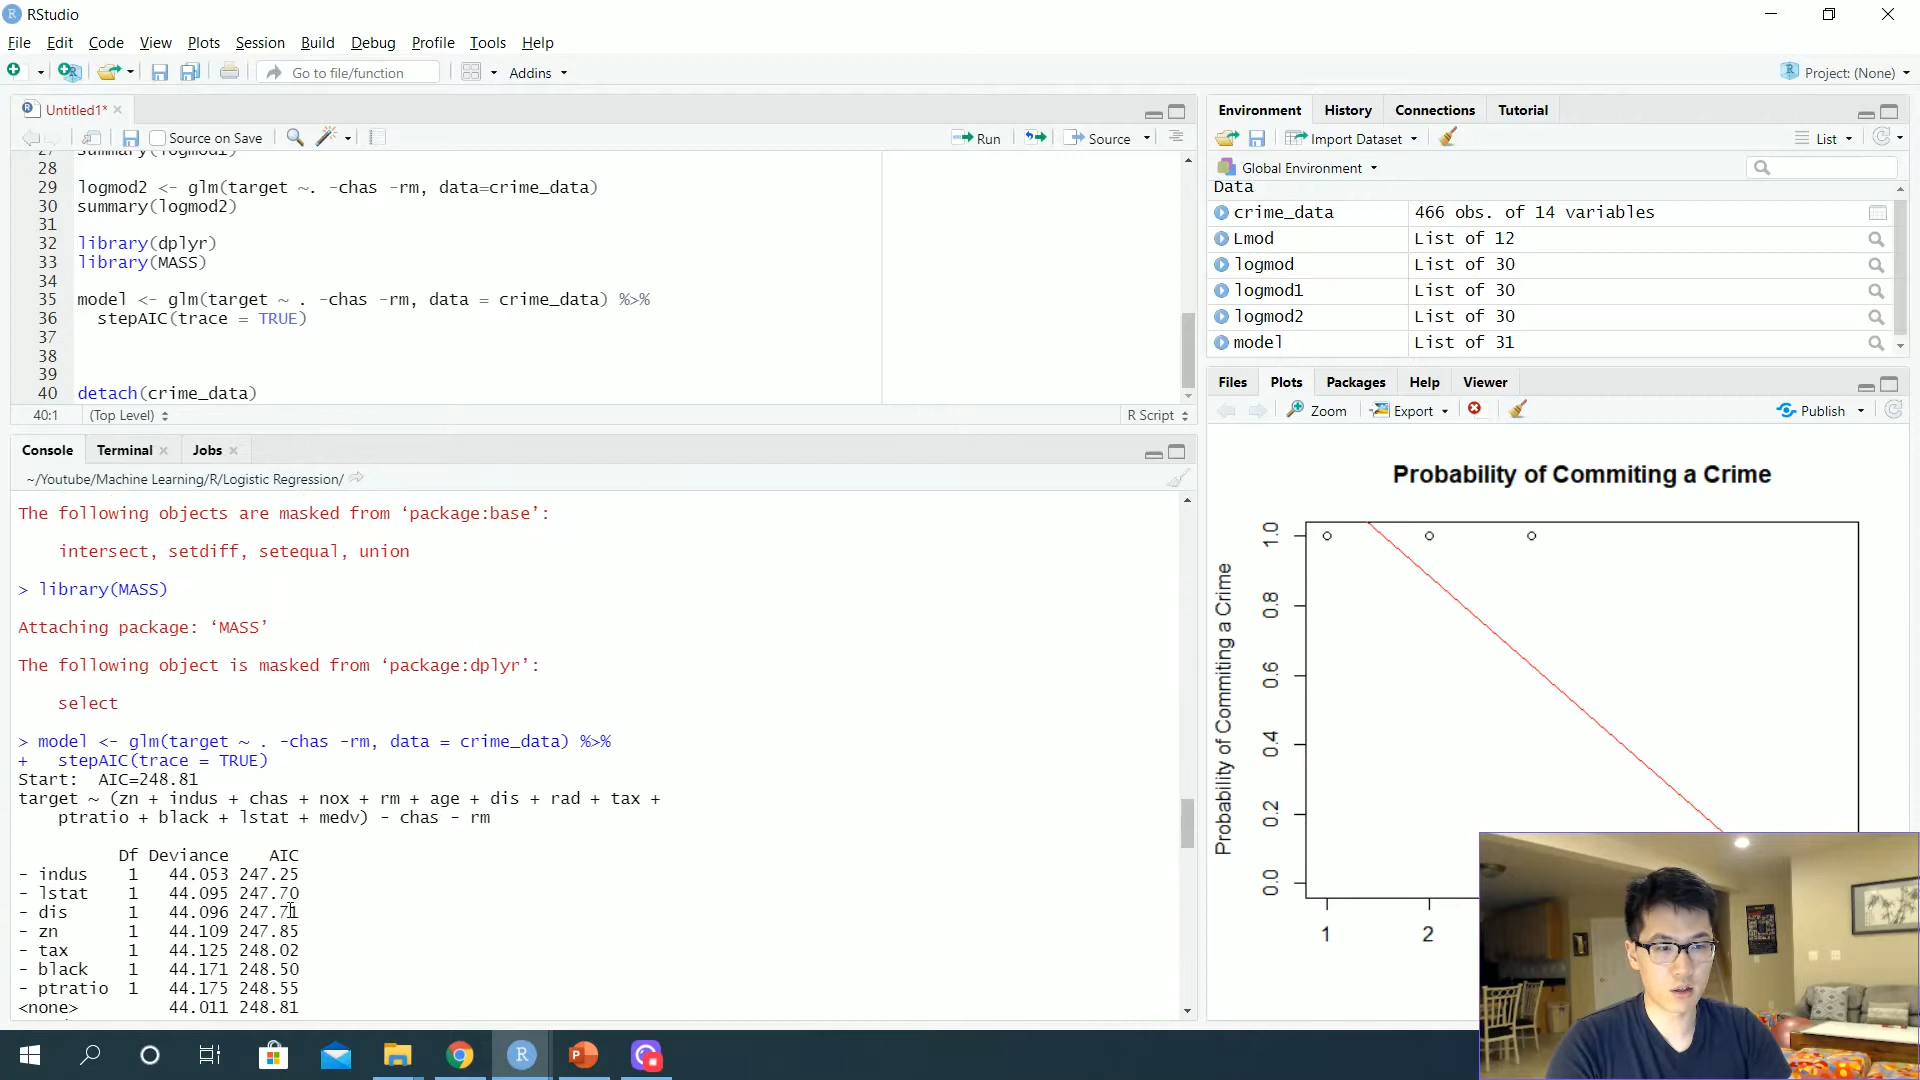 RStudio
File Edit Code View Plots Session Build Debug Profile Tools Help
Go to file/function
Addins
Project: (None)
Untitled1*
Source on Save
Run
Source
27 summary(logmod1)
28
29 logmod2 <- glm(target ~. -chas -rm, data=crime_data)
30 summary(logmod2)
31
32 library(dplyr)
33 library(MASS)
34
35 model <- glm(target ~ . -chas -rm, data = crime_data) %>%
36 stepAIC(trace = TRUE)
37
38
39
40 detach(crime_data)
40:1 (Top Level) R Script
Console Terminal Jobs
~/Youtube/Machine Learning/R/Logistic Regression/
The following objects are masked from ‘package:base’:
intersect, setdiff, setequal, union
> library(MASS)
Attaching package: ‘MASS’
The following object is masked from ‘package:dplyr’:
select
> model <- glm(target ~ . -chas -rm, data = crime_data) %>%
+ stepAIC(trace = TRUE)
Start: AIC=248.81
target ~ (zn + indus + chas + nox + rm + age + dis + rad + tax +
ptratio + black + lstat + medv) - chas - rm
Df Deviance AIC
- indus 1 44.053 247.25
- lstat 1 44.095 247.70
- dis 1 44.096 247.71
- zn 1 44.109 247.85
- tax 1 44.125 248.02
- black 1 44.171 248.50
- ptratio 1 44.175 248.55
<none> 44.011 248.81
Environment History Connections Tutorial
Import Dataset
List
Global Environment
Data
crime_data 466 obs. of 14 variables
Lmod List of 12
logmod List of 30
logmod1 List of 30
logmod2 List of 30
model List of 31
Files Plots Packages Help Viewer
Zoom Export Publish
Probability of Commiting a Crime
Probability of Commiting a Crime
1.0
0.8
0.6
0.4
0.2
0.0
1 2